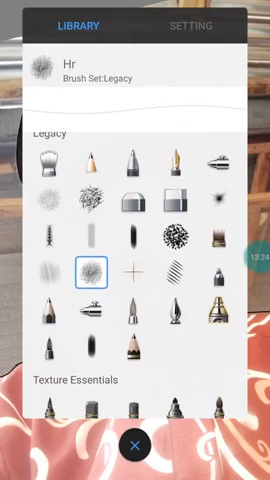 LIBRARY
SETTING
Hr
Brush Set:Legacy
Legacy
13:24
Texture Essentials